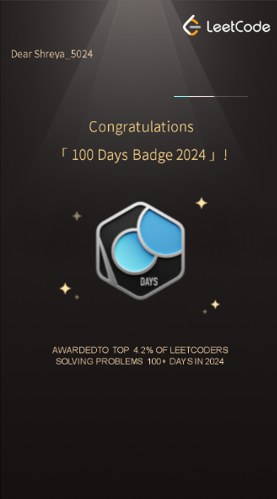 LeetCode
Dear Shreya_5024
Congratulations
「 100 Days Badge 2024 」 !
DAYS
AWARDEDTO TOP 4.2% OF LEETCODERS
SOLVING PROBLEMS 100+ DAYS IN 2024